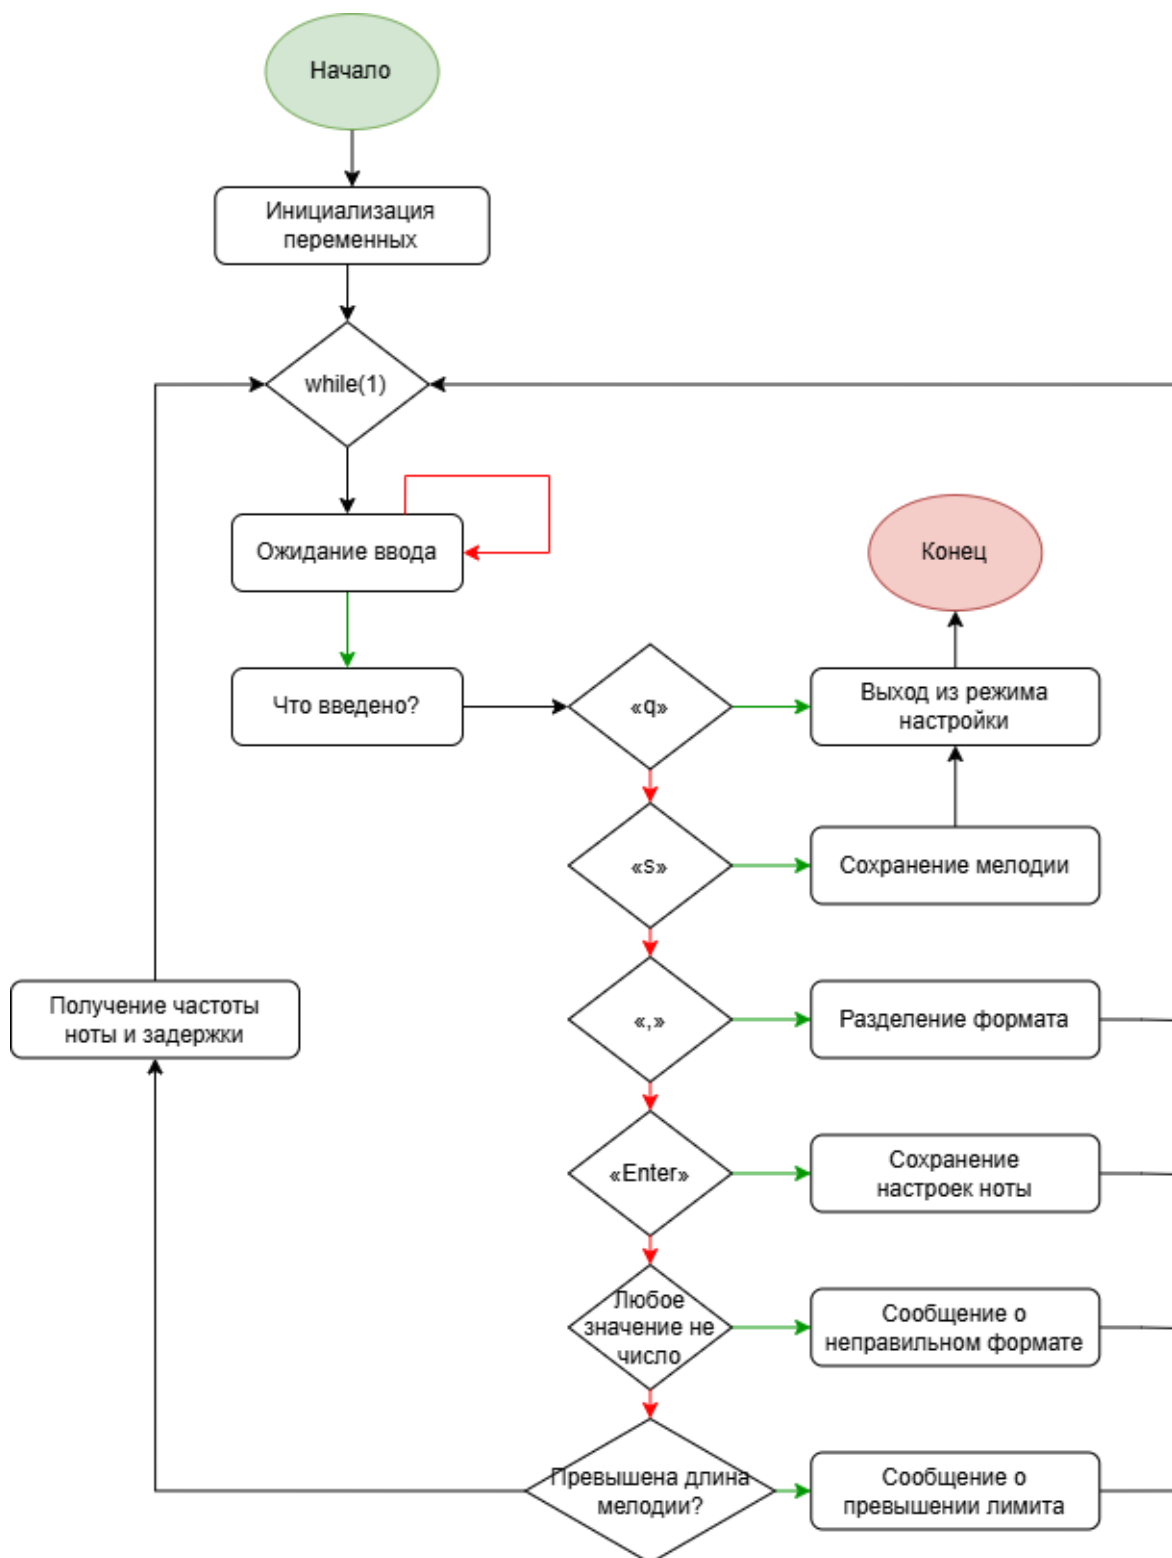 Начало
Инициализация
переменных
while(1)
Ожидание ввода
Конец
Что введено?
«q»
Выход из режима
настройки
«s»
Сохранение мелодии
Получение частоты
ноты и задержки
«,»
Разделение формата
«Enter»
Сохранение
настроек ноты
Любое
значение не
число
Сообщение о
неправильном формате
Превышена длина
мелодии?
Сообщение о
превышении лимита